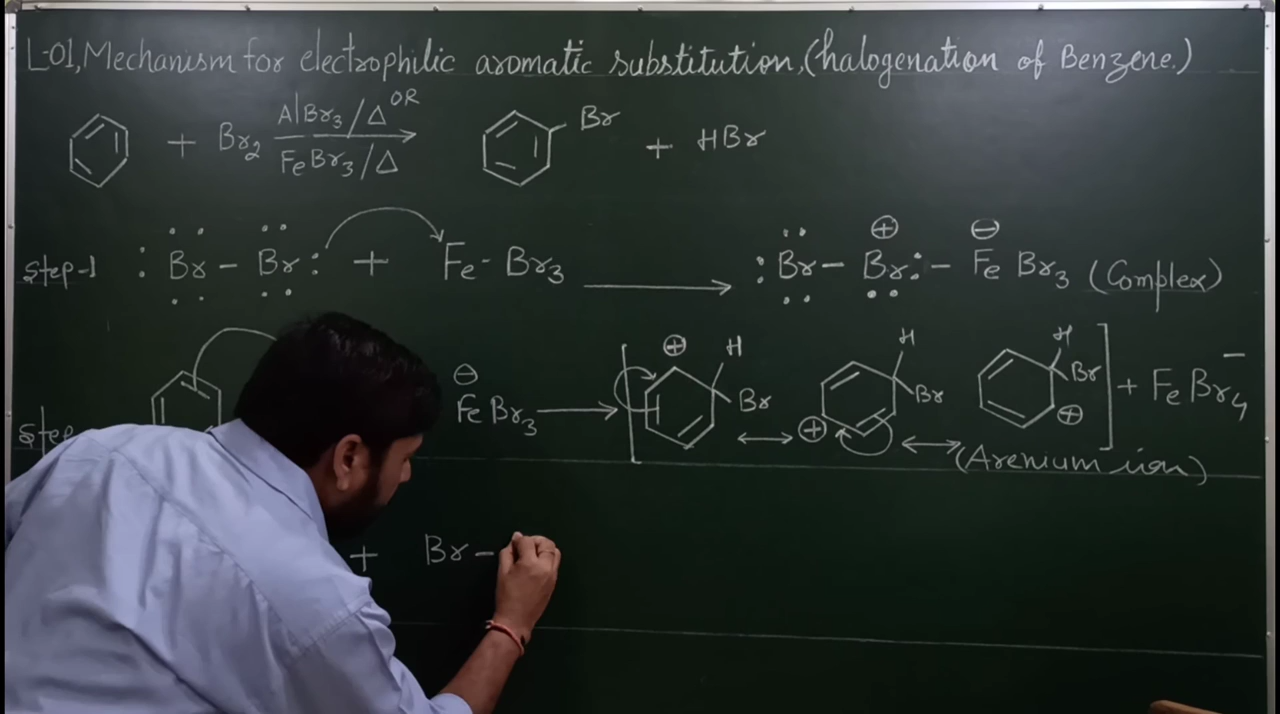 L-01, Mechanism for electrophilic aromatic substitution, (halogenation of Benzene.)
+ Br2 AlBr3/Δ OR FeBr3/Δ Br + HBr
Step-1 :Br - Br: + Fe - Br3 :Br - Br: - Fe Br3 (Complex)
⊕ ⊖
Step ⊖ FeBr3 [ ⊕ H Br ↔ ⊕ H Br ↔ H Br ⊕ ] + FeBr4-
(Arenium ion)
+ Br -